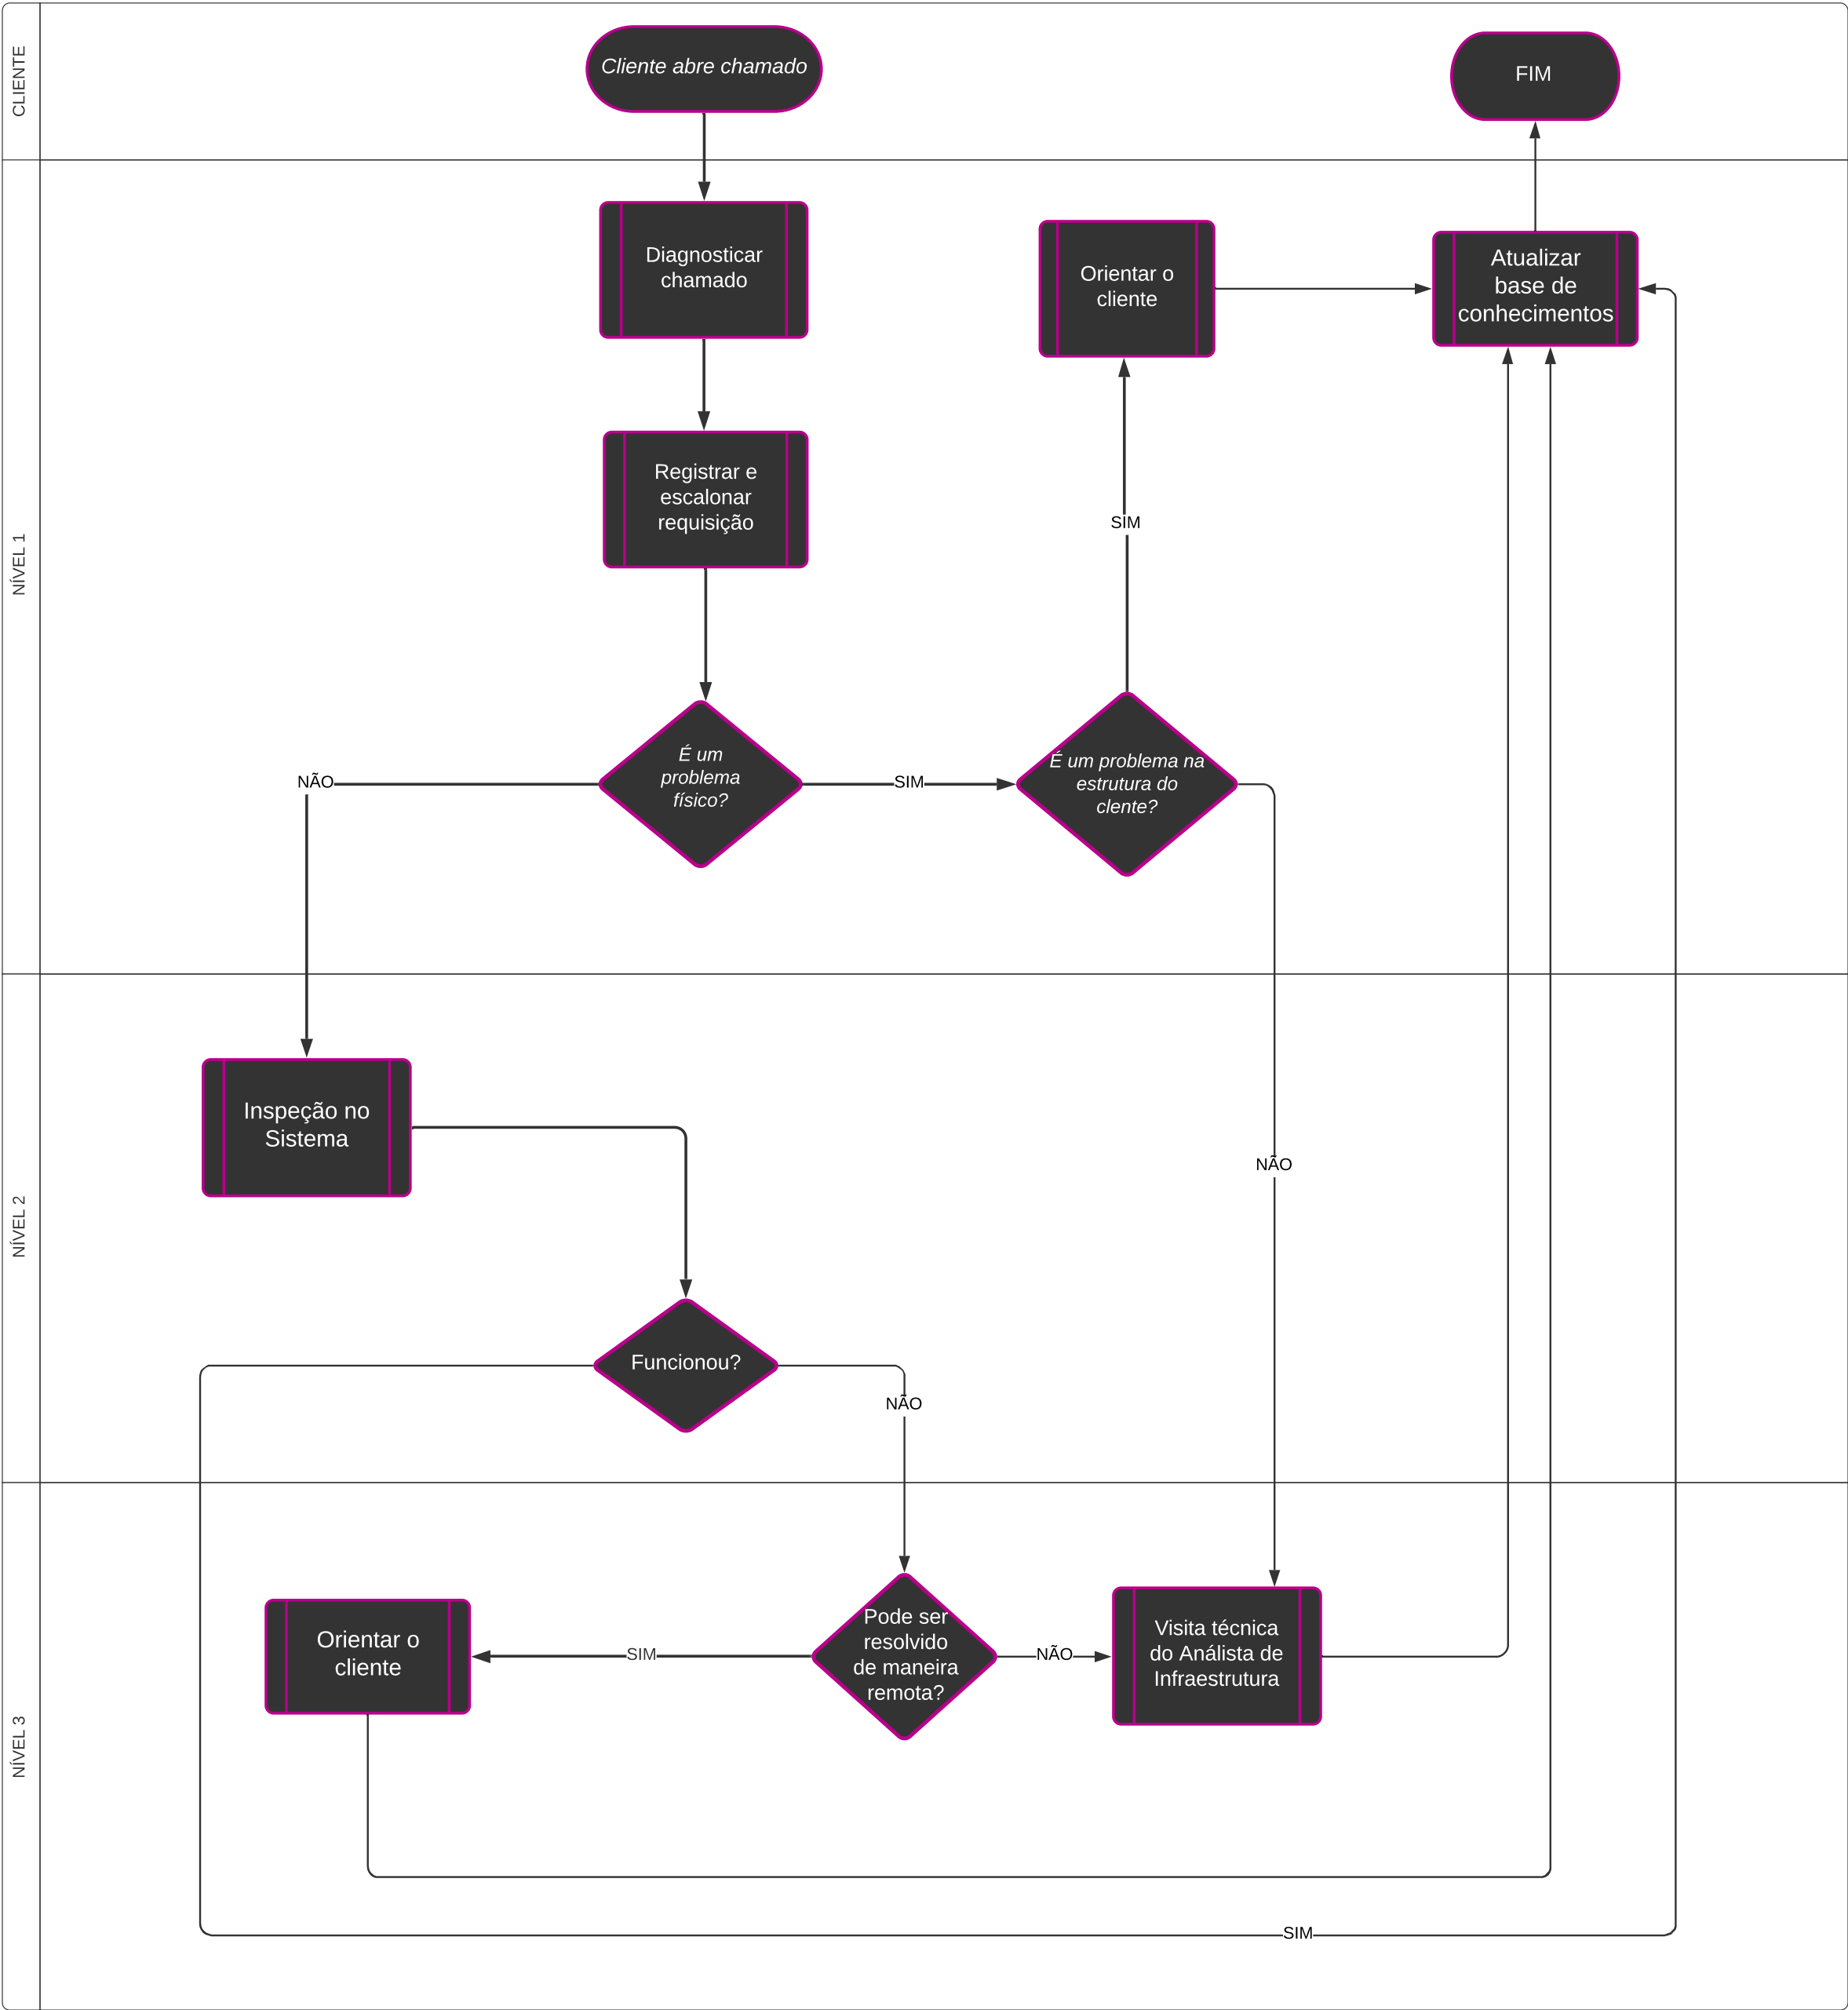 CLIENTE
Cliente abre chamado
FIM
NÍVEL 1
Diagnosticar
chamado
Orientar o
cliente
Atualizar
base de
conhecimentos
Registrar e
escalonar
requisição
SIM
É um
problema
físico?
NÃO
SIM
É um problema na
estrutura do
clente?
NÍVEL 2
Inspeção no
Sistema
NÃO
Funcionou?
NÃO
NÍVEL 3
Orientar o
cliente
SIM
Pode ser
resolvido
de maneira
remota?
NÃO
Visita técnica
do Análista de
Infraestrutura
SIM